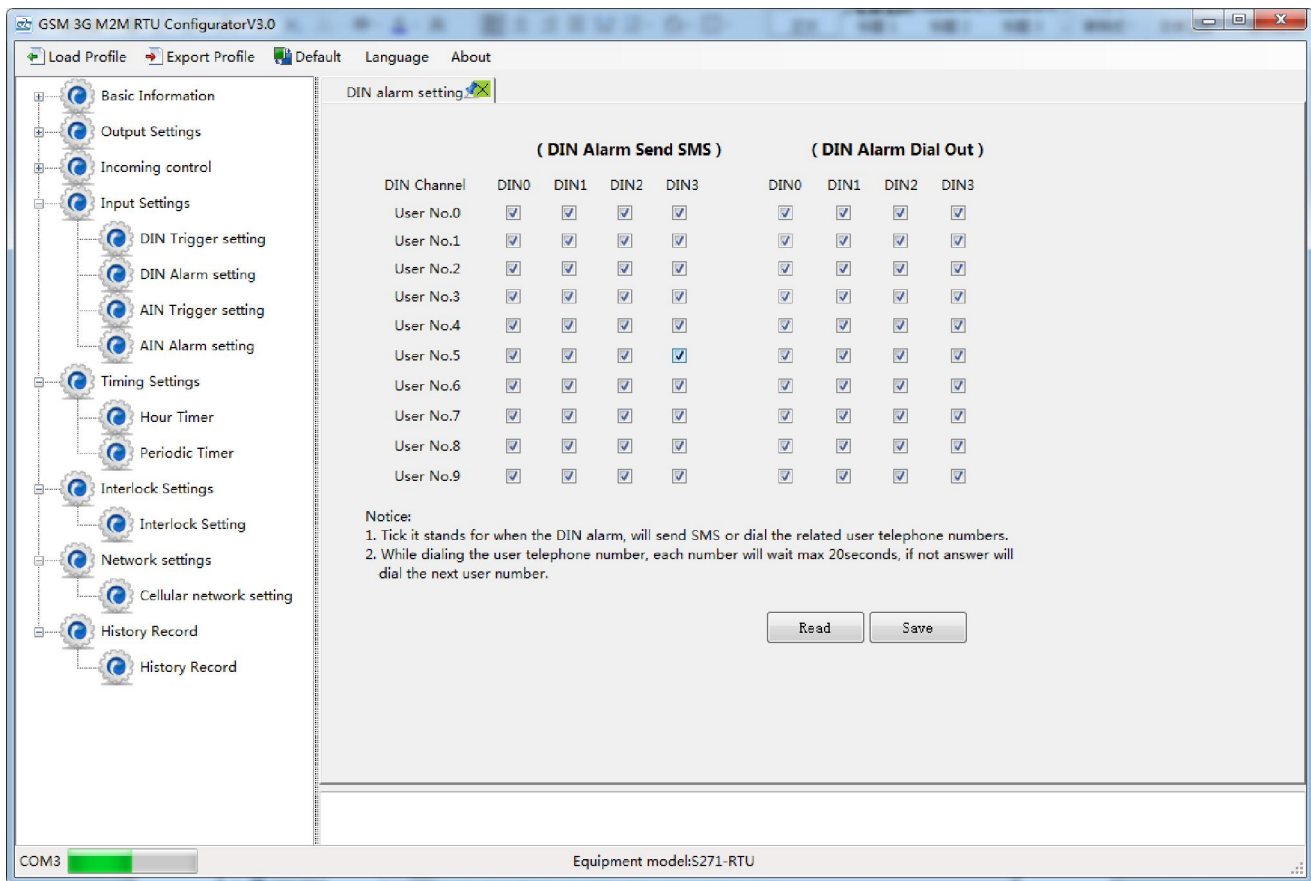 GSM 3G M2M RTU ConfiguratorV3.0
Load Profile Export Profile Default Language About
Basic Information
Output Settings
Incoming control
Input Settings
DIN Trigger setting
DIN Alarm setting
AIN Trigger setting
AIN Alarm setting
Timing Settings
Hour Timer
Periodic Timer
Interlock Settings
Interlock Setting
Network settings
Cellular network setting
History Record
History Record
DIN alarm setting
( DIN Alarm Send SMS ) ( DIN Alarm Dial Out )
DIN Channel DIN0 DIN1 DIN2 DIN3 DIN0 DIN1 DIN2 DIN3
User No.0
User No.1
User No.2
User No.3
User No.4
User No.5
User No.6
User No.7
User No.8
User No.9
Notice:
1. Tick it stands for when the DIN alarm, will send SMS or dial the related user telephone numbers.
2. While dialing the user telephone number, each number will wait max 20seconds, if not answer will
dial the next user number.
Read Save
COM3 Equipment model:S271-RTU